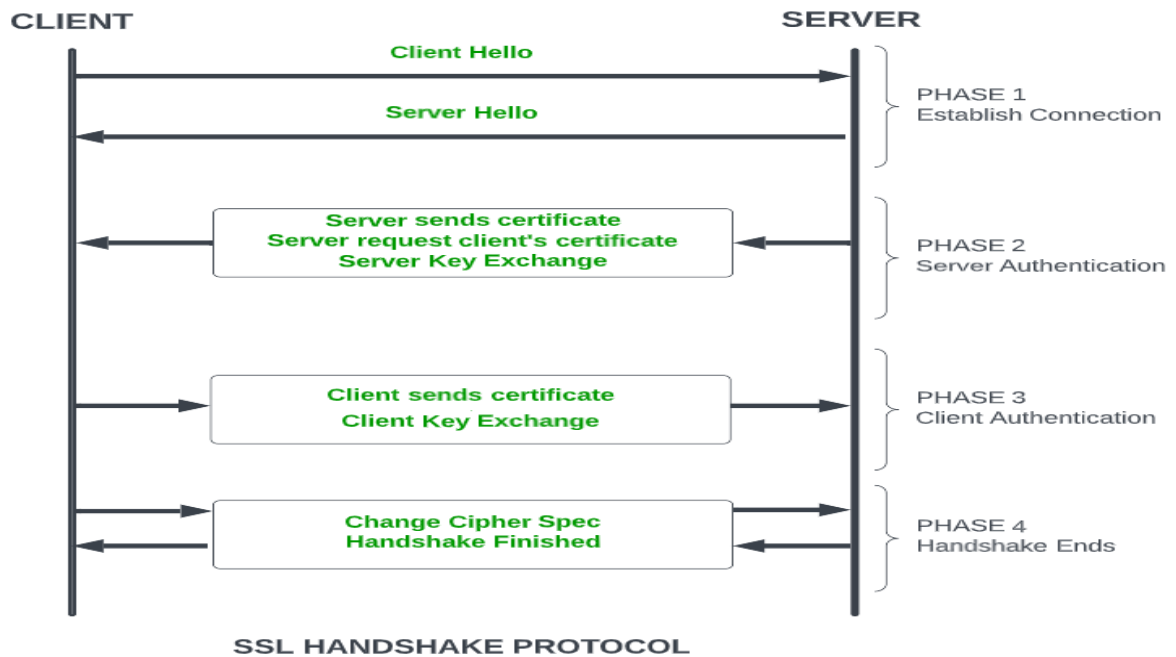 CLIENT
SERVER
Client Hello
Server Hello
PHASE 1
Establish Connection
Server sends certificate
Server request client's certificate
Server Key Exchange
PHASE 2
Server Authentication
Client sends certificate
Client Key Exchange
PHASE 3
Client Authentication
Change Cipher Spec
Handshake Finished
PHASE 4
Handshake Ends
SSL HANDSHAKE PROTOCOL